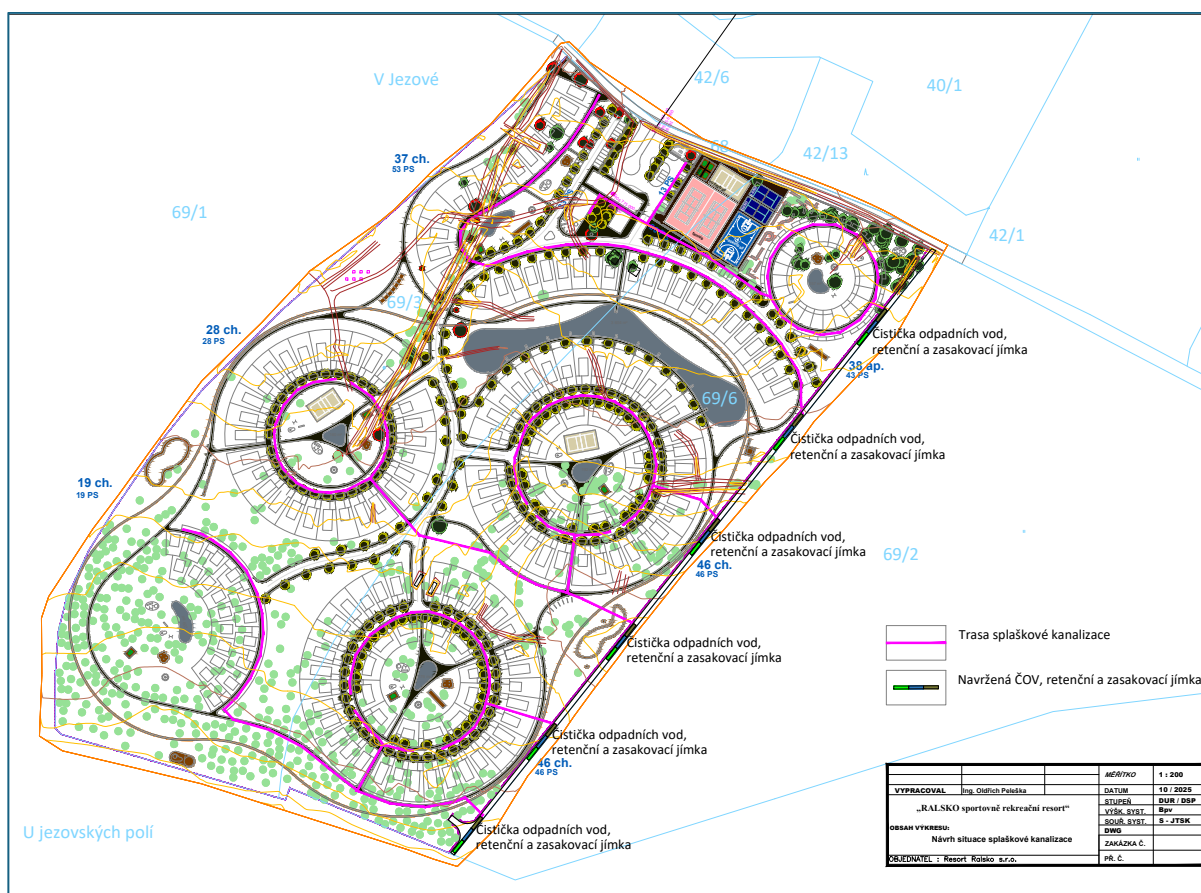 V Jezové
42/6
40/1
68
42/13
37 ch.
53 PS
69/1
13 PS
42/1
69/3
28 ch.
28 PS
Čistička odpadních vod,
retenční a zasakovací jímka
38 ap.
43 PS
69/6
Čistička odpadních vod,
retenční a zasakovací jímka
19 ch.
19 PS
Čistička odpadních vod,
retenční a zasakovací jímka
46 ch.
46 PS
69/2
Čistička odpadních vod,
retenční a zasakovací jímka
Trasa splaškové kanalizace
Navržená ČOV, retenční a zasakovací jímka
Čistička odpadních vod,
retenční a zasakovací jímka
46 ch.
46 PS
U jezovských polí
Čistička odpadních vod,
retenční a zasakovací jímka
MĚŘÍTKO 1 : 200
VYPRACOVAL Ing. Oldřich Peleška DATUM 10 / 2025
STUPEŇ DUR / DSP
„RALSKO sportovně rekreační resort“
VÝŠK. SYST. Bpv
SOUŘ. SYST. S - JTSK
OBSAH VÝKRESU:
DWG
Návrh situace splaškové kanalizace
ZAKÁZKA Č.
OBJEDNATEL : Resort Ralsko s.r.o. PŘ. Č.